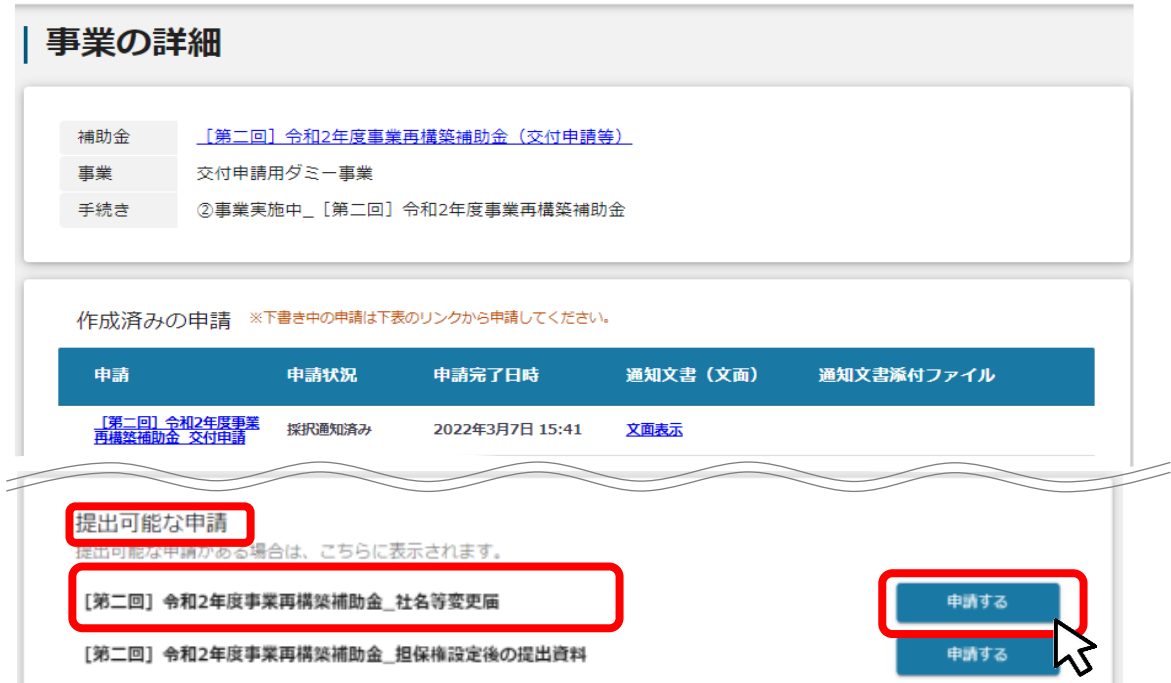 事業の詳細
補助金 ［第二回］令和2年度事業再構築補助金（交付申請等）
事業 交付申請用ダミー事業
手続き ②事業実施中_［第二回］令和2年度事業再構築補助金
作成済みの申請 ※下書き中の申請は下表のリンクから申請してください。
申請 申請状況 申請完了日時 通知文書（文面） 通知文書添付ファイル
［第二回］令和2年度事業
再構築補助金_交付申請 採択通知済み 2022年3月7日 15:41 文面表示
提出可能な申請
提出可能な申請がある場合は、こちらに表示されます。
［第二回］令和2年度事業再構築補助金_社名等変更届 申請する
［第二回］令和2年度事業再構築補助金_担保権設定後の提出資料 申請する